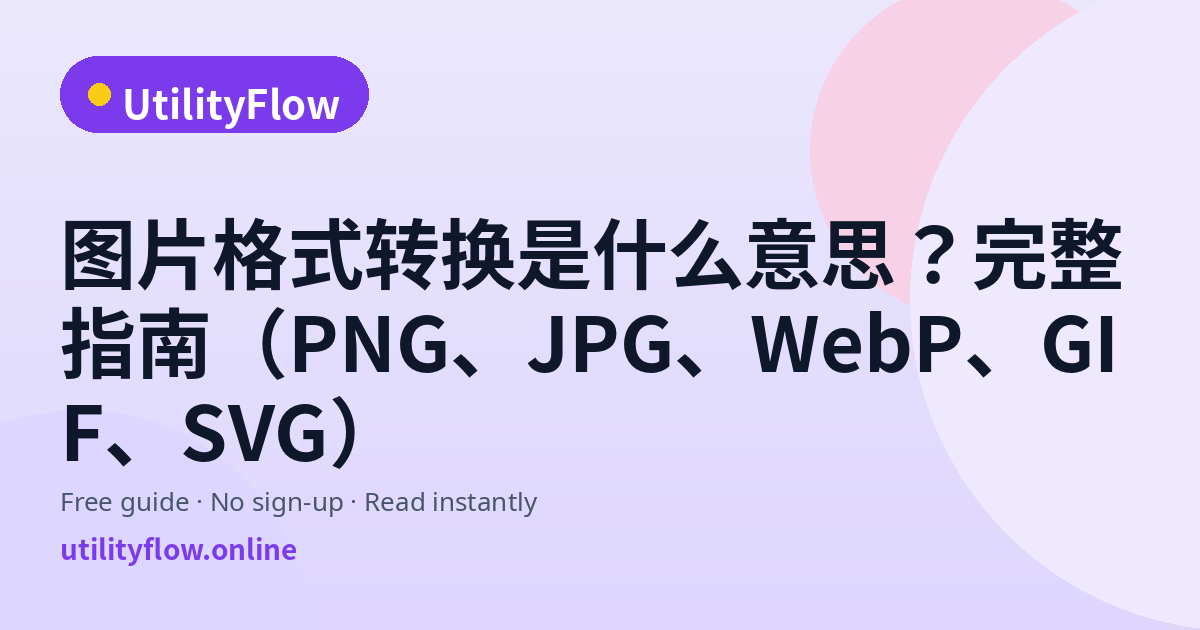 UtilityFlow
图片格式转换是什么意思？完整
指南（PNG、JPG、WebP、GI
F、SVG）
Free guide · No sign-up · Read instantly
utilityflow.online